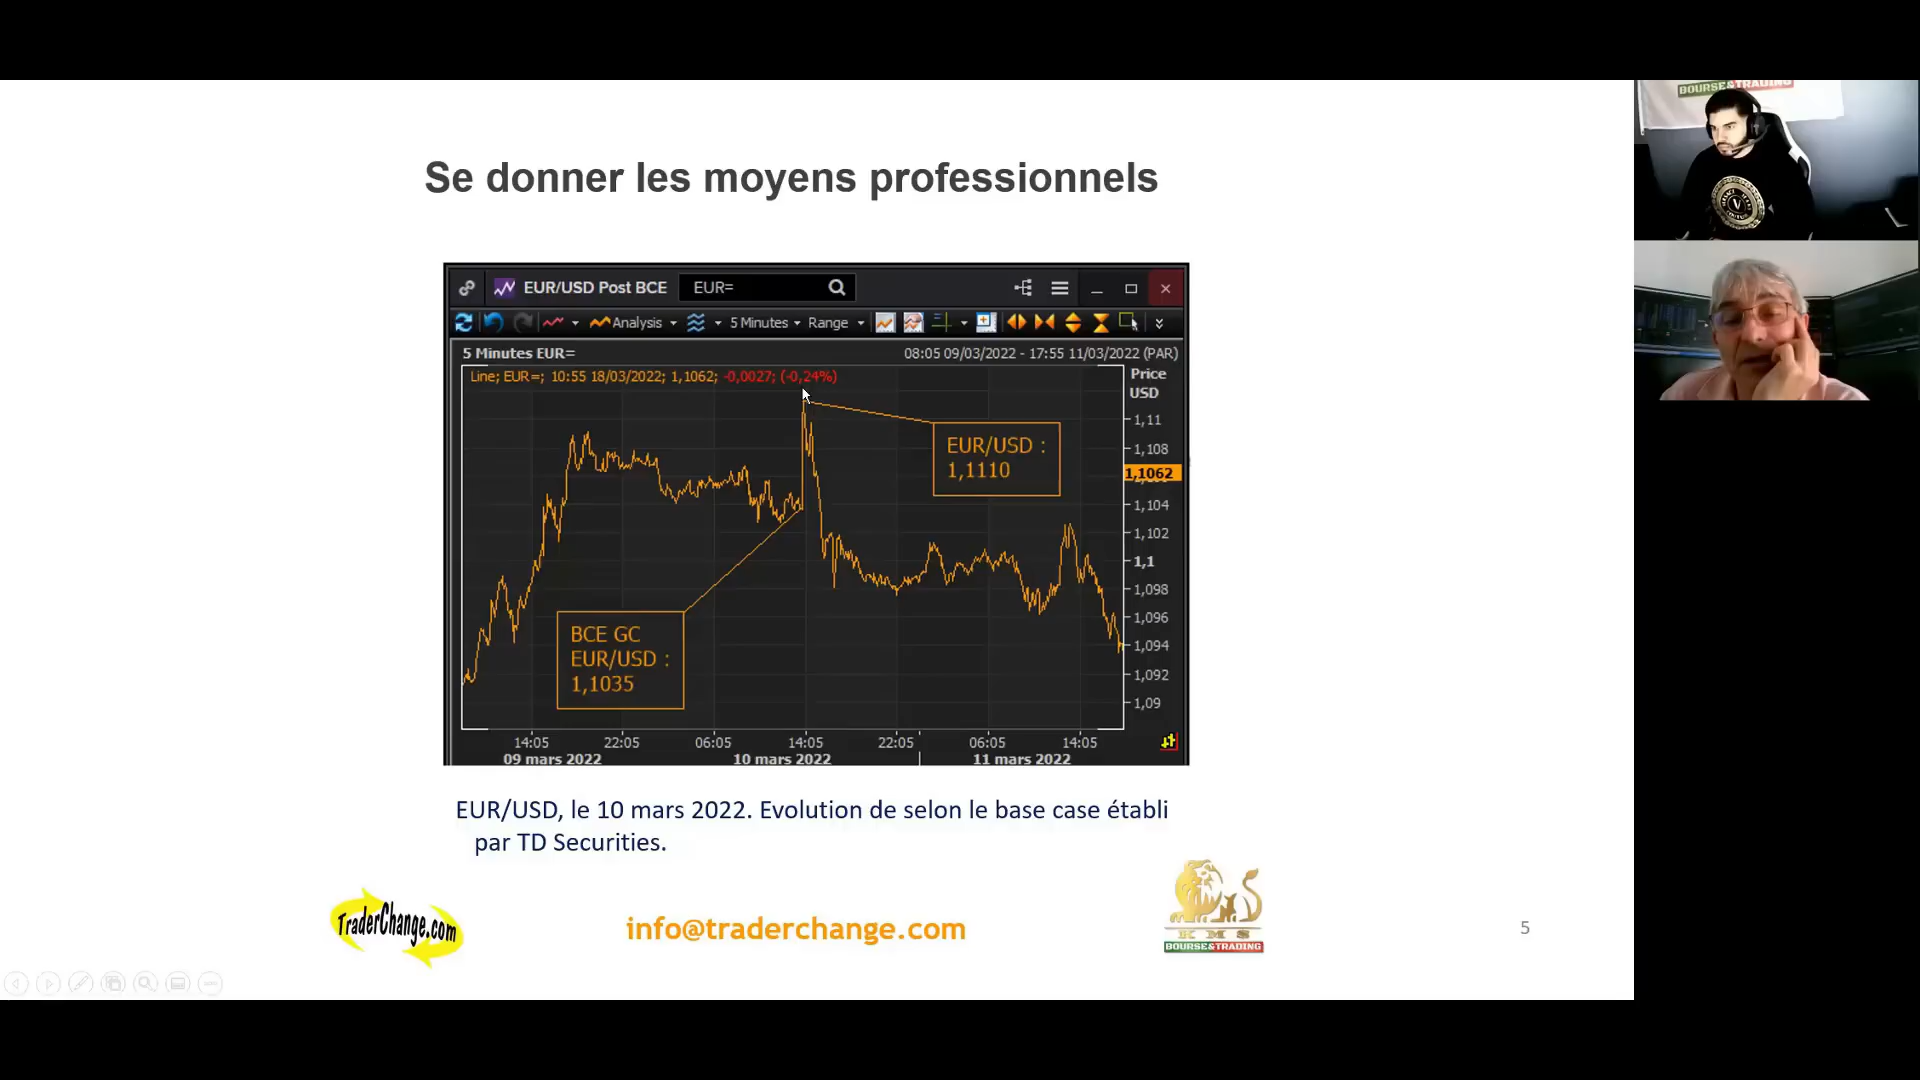 BOURSE&TRADING
Se donner les moyens professionnels
EUR/USD Post BCE
EUR=
Analysis
5 Minutes
Range
5 Minutes EUR=
08:05 09/03/2022 - 17:55 11/03/2022 (PAR)
Line; EUR=; 10:55 18/03/2022; 1,1062; -0,0027; (-0,24%)
Price
USD
1,11
1,108
1,1062
1,104
1,102
1,1
1,098
1,096
1,094
1,092
1,09
EUR/USD :
1,1110
BCE GC
EUR/USD :
1,1035
14:05 22:05 06:05 14:05 22:05 06:05 14:05
09 mars 2022 10 mars 2022 11 mars 2022
EUR/USD, le 10 mars 2022. Evolution de selon le base case établi
par TD Securities.
TraderChange.com
info@traderchange.com
KMS
BOURSE&TRADING
5